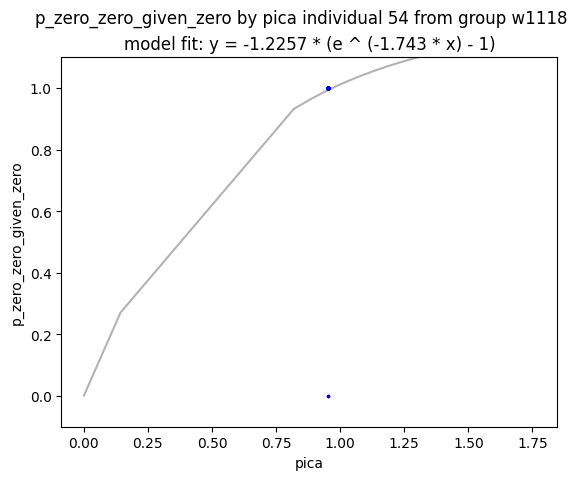 p_zero_zero_given_zero by pica individual 54 from group w1118
model fit: y = -1.2257 * (e ^ (-1.743 * x) - 1)
1.0
0.8
0.6
0.4
0.2
0.0
p_zero_zero_given_zero
0.00 0.25 0.50 0.75 1.00 1.25 1.50 1.75
pica